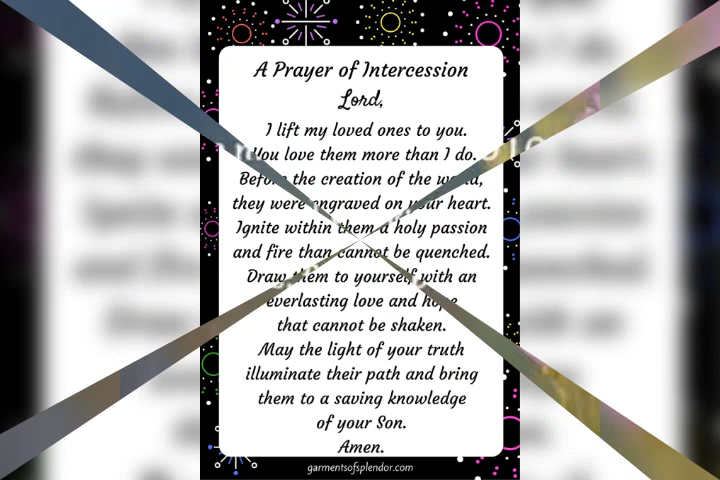 A Prayer of Intercession
Lord,
I lift my loved ones to you.
You love them more than I do.
Before the creation of the world,
they were engraved on your heart.
Ignite within them a holy passion
and fire than cannot be quenched.
Draw them to yourself with an
everlasting love and hope
that cannot be shaken.
May the light of your truth
illuminate their path and bring
them to a saving knowledge
of your Son.
Amen.
garmentsofsplendor.com